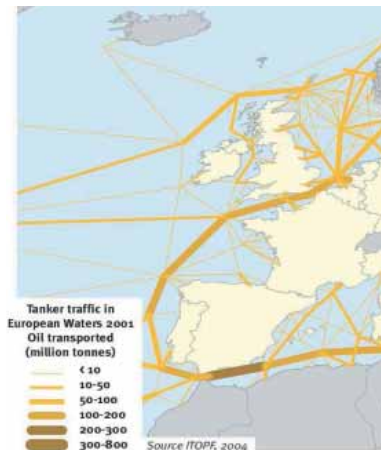 Tanker traffic in
European Waters 2001
Oil transported
(million tonnes)
< 10
10-50
50-100
100-200
200-300
300-800
Source ITOPF, 2004